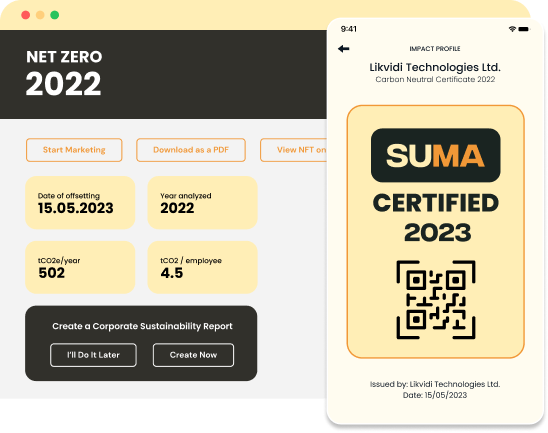 NET ZERO
2022
Start Marketing
Download as a PDF
View NFT on
Date of offsetting
15.05.2023
Year analyzed
2022
tCO2e/year
502
tCO2 / employee
4.5
Create a Corporate Sustainability Report
I'll Do It Later
Create Now
9:41
IMPACT PROFILE
Likvidi Technologies Ltd.
Carbon Neutral Certificate 2022
SUMA
CERTIFIED
2023
Issued by: Likvidi Technologies Ltd.
Date: 15/05/2023